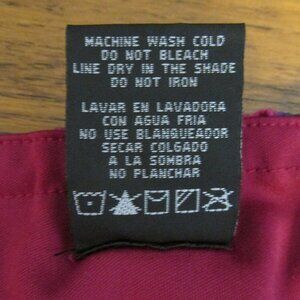 MACHINE WASH COLD
DO NOT BLEACH
LINE DRY IN THE SHADE
DO NOT IRON
LAVAR EN LAVADORA
CON AGUA FRIA
NO USE BLANQUEADOR
SECAR COLGADO
A LA SOMBRA
NO PLANCHAR